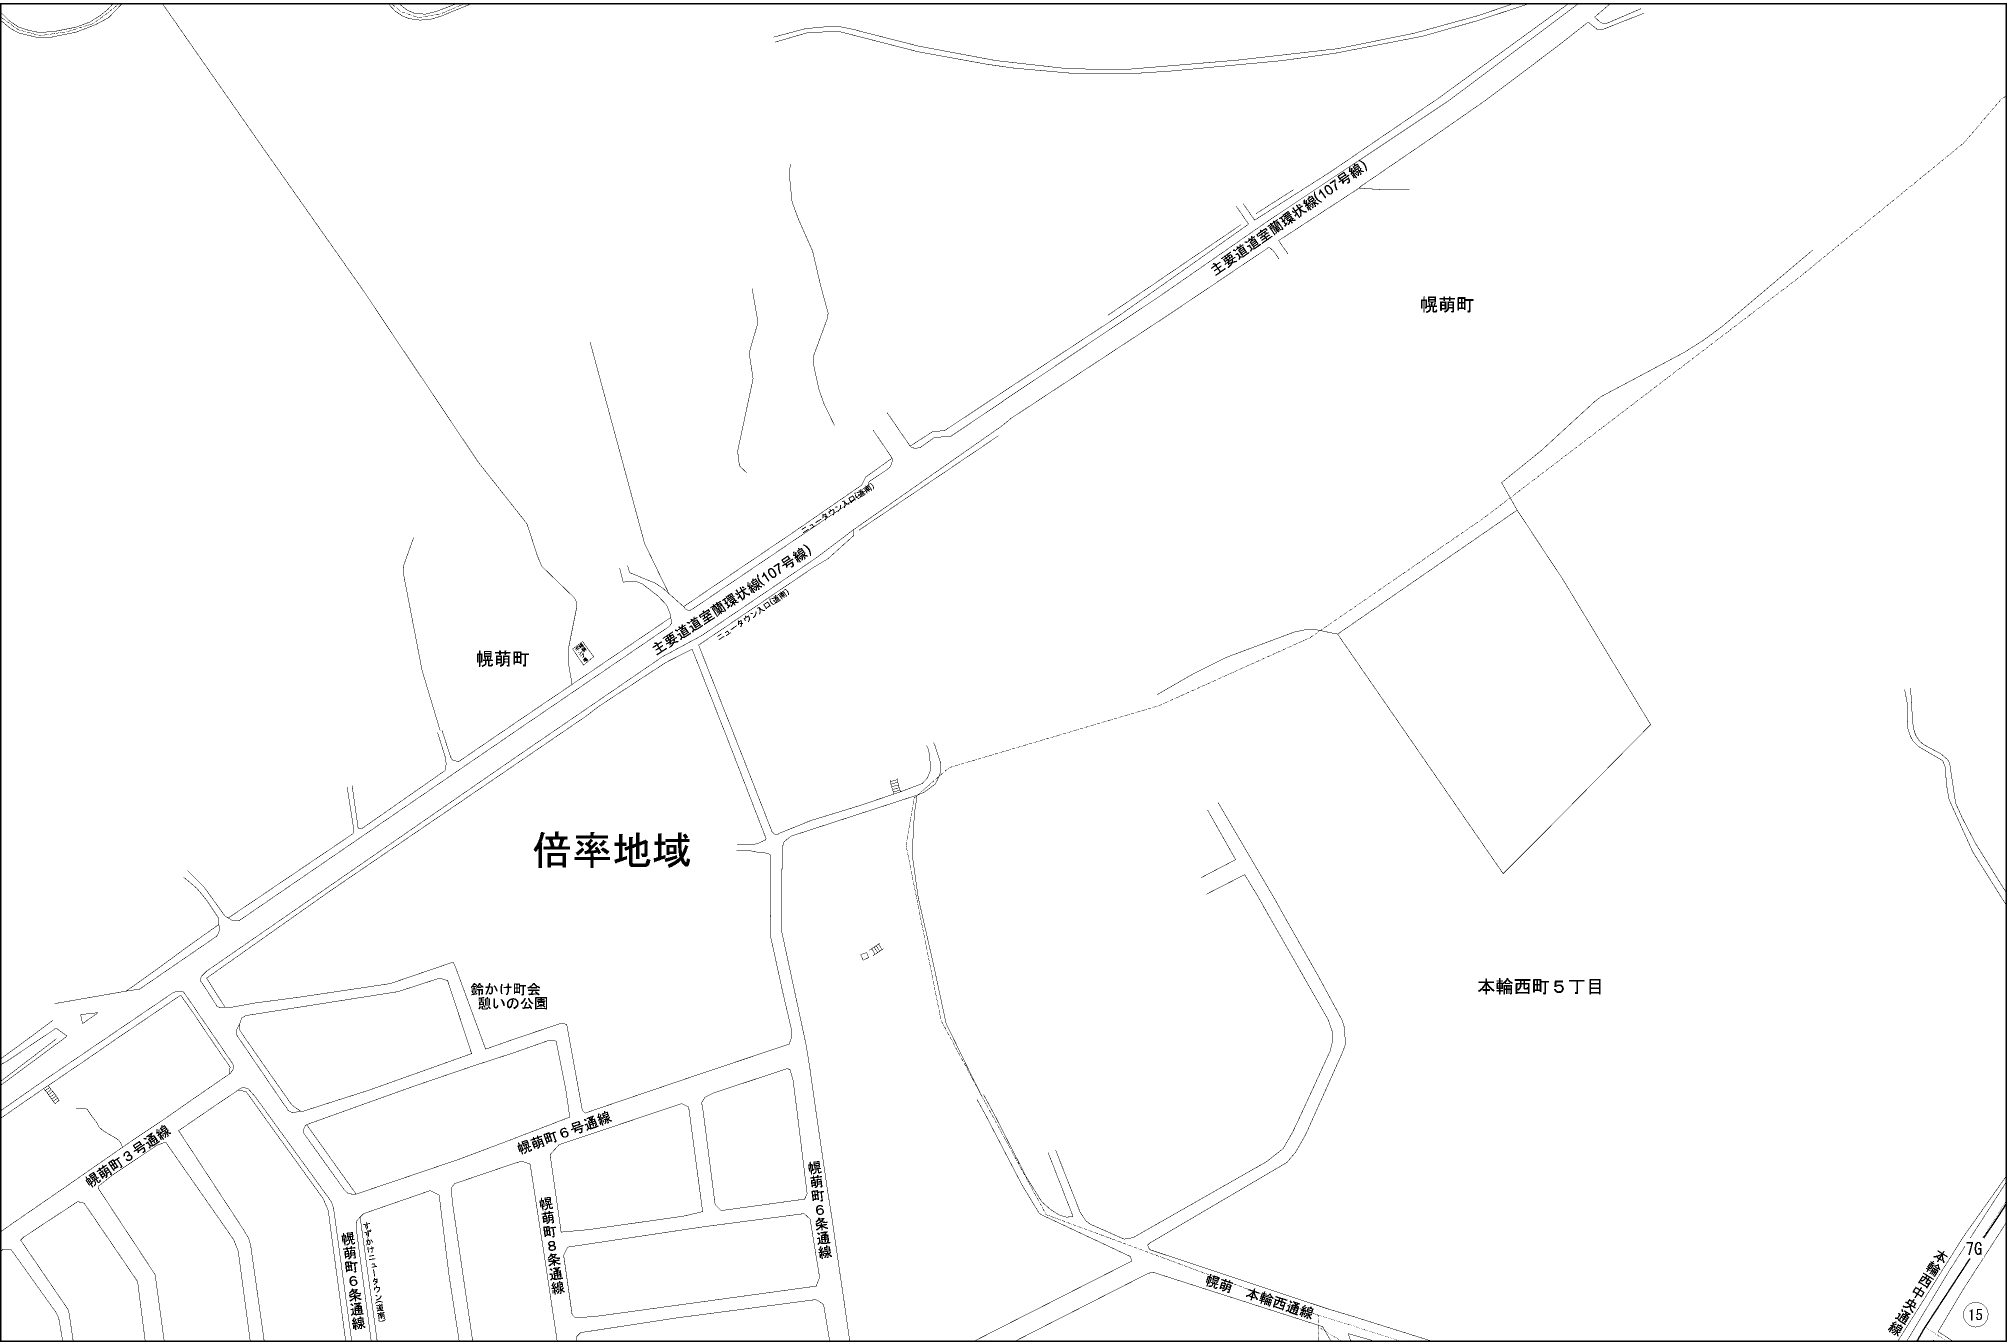 主要道道室蘭環状線(107号線)
幌萌町
ニュータウン入口(道南)
主要道道室蘭環状線(107号線)
ニュータウン入口(道南)
幌萌町
倍率地域
鈴かけ町会
憩いの公園
本輪西町５丁目
幌萌町３号通線
幌萌町６号通線
幌萌町６条通線
すずかけニュータウン(道南)
幌萌町８条通線
幌萌町６条通線
幌萌 本輪西通線
本輪西中央通線
7G
15